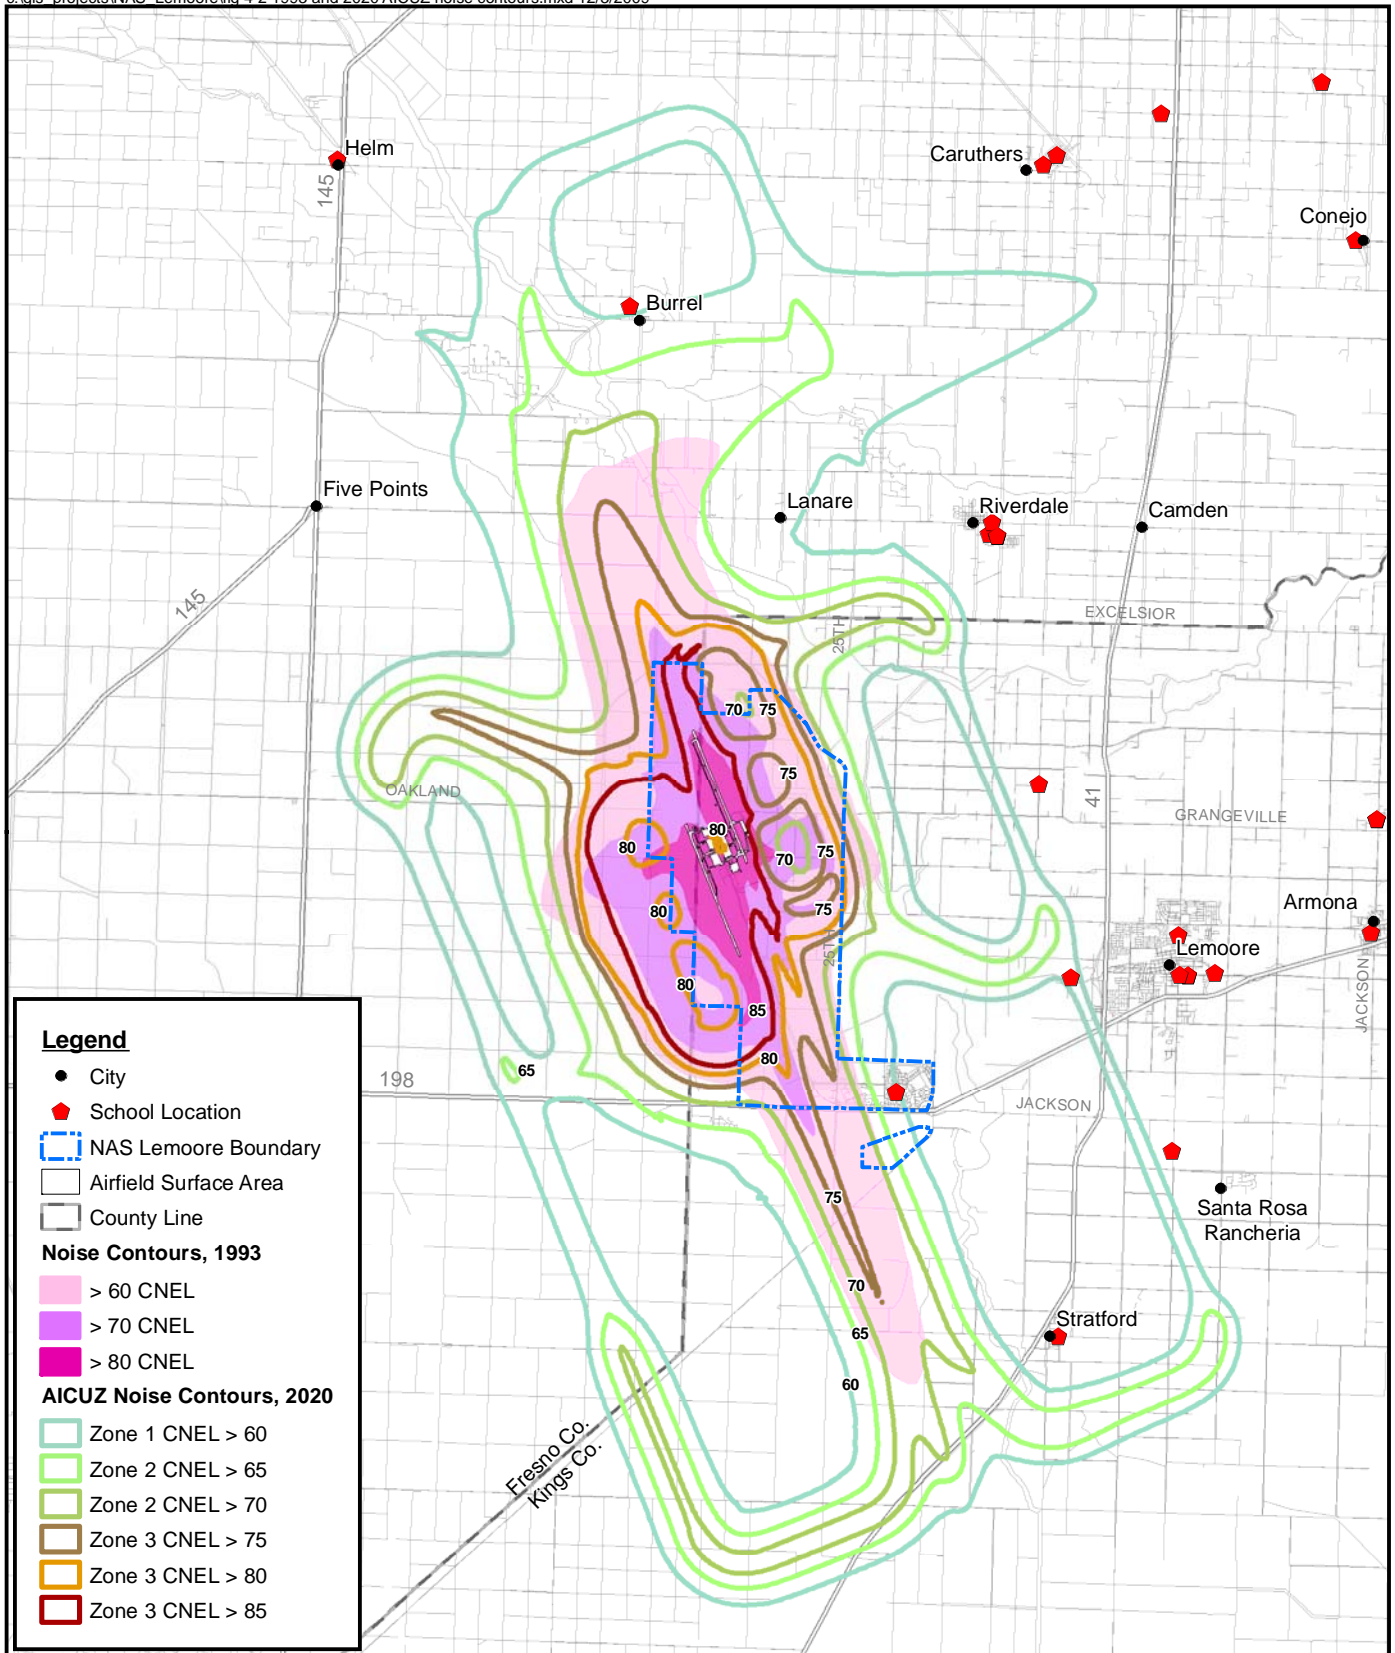 Helm
145
Caruthers
Conejo
Burrel
Five Points
Lanare
Riverdale
Camden
145
EXCELSIOR
25TH
70
75
75
OAKLAND
41
GRANGEVILLE
80
80
70
75
80
75
Armona
25TH
Lemoore
80
JACKSON
85
80
65
198
JACKSON
75
Santa Rosa
Rancheria
70
65
Stratford
60
Fresno Co.
Kings Co.
Legend
City
School Location
NAS Lemoore Boundary
Airfield Surface Area
County Line
Noise Contours, 1993
> 60 CNEL
> 70 CNEL
> 80 CNEL
AICUZ Noise Contours, 2020
Zone 1 CNEL > 60
Zone 2 CNEL > 65
Zone 2 CNEL > 70
Zone 3 CNEL > 75
Zone 3 CNEL > 80
Zone 3 CNEL > 85